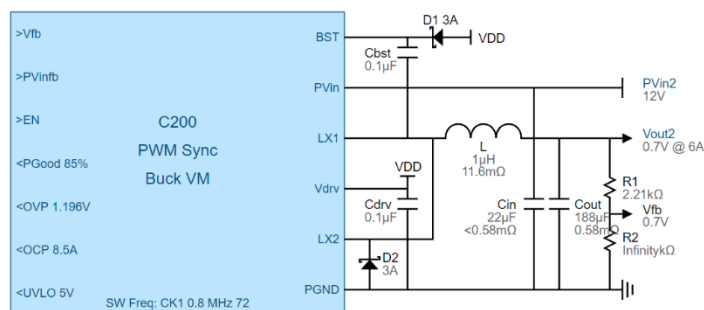 D1 3A
>Vfb
BST
VDD
Cbst
0.1µF
>PVinfb
PVin
PVin2
12V
>EN
C200
LX1
Vout2
0.7V @ 6A
PWM Sync
L
1µH
11.6mΩ
<PGood 85%
Buck VM
VDD
R1
2.21kΩ
Vdrv
Cdrv
0.1µF
Cin
22µF
<0.58mΩ
Cout
188µF
0.58mΩ
Vfb
0.7V
<OVP 1.196V
LX2
R2
InfinitykΩ
<OCP 8.5A
D2
3A
<UVLO 5V
PGND
SW Freq: CK1 0.8 MHz 72